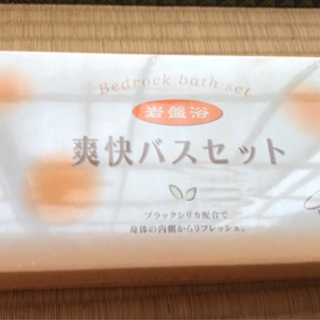 Bedrock bath set
岩盤浴
爽快バスセット
ブラックシリカ配合で
身体の内側からリフレッシュ。